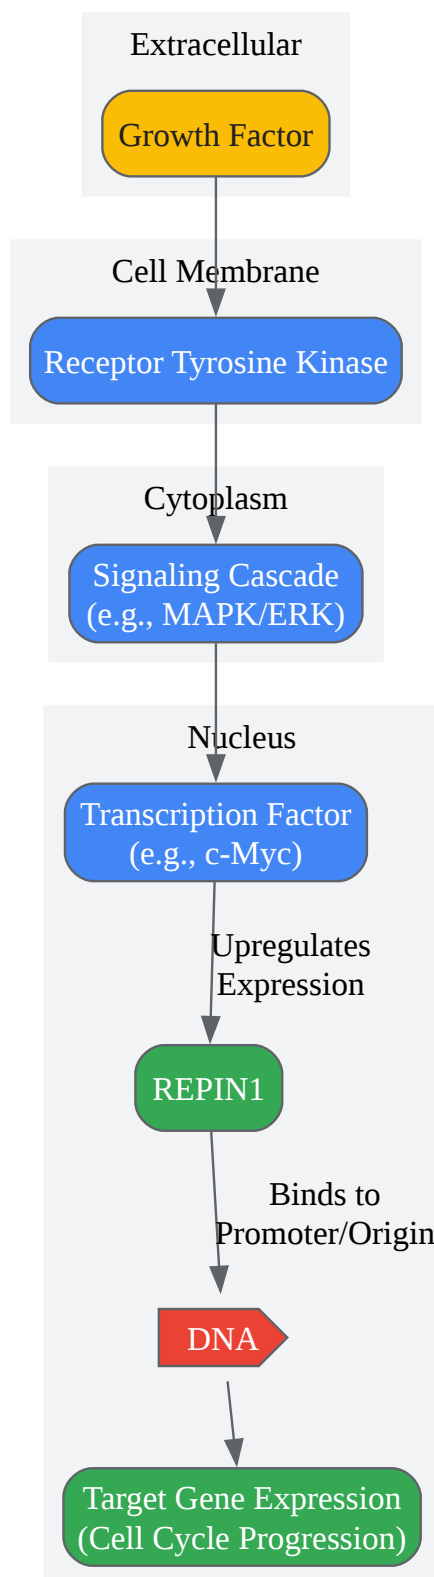 Extracellular
Growth Factor
Cell Membrane
Receptor Tyrosine Kinase
Cytoplasm
Signaling Cascade
(e.g., MAPK/ERK)
Nucleus
Transcription Factor
(e.g., c-Myc)
Upregulates
Expression
REPIN1
Binds to
Promoter/Origin
DNA
Target Gene Expression
(Cell Cycle Progression)